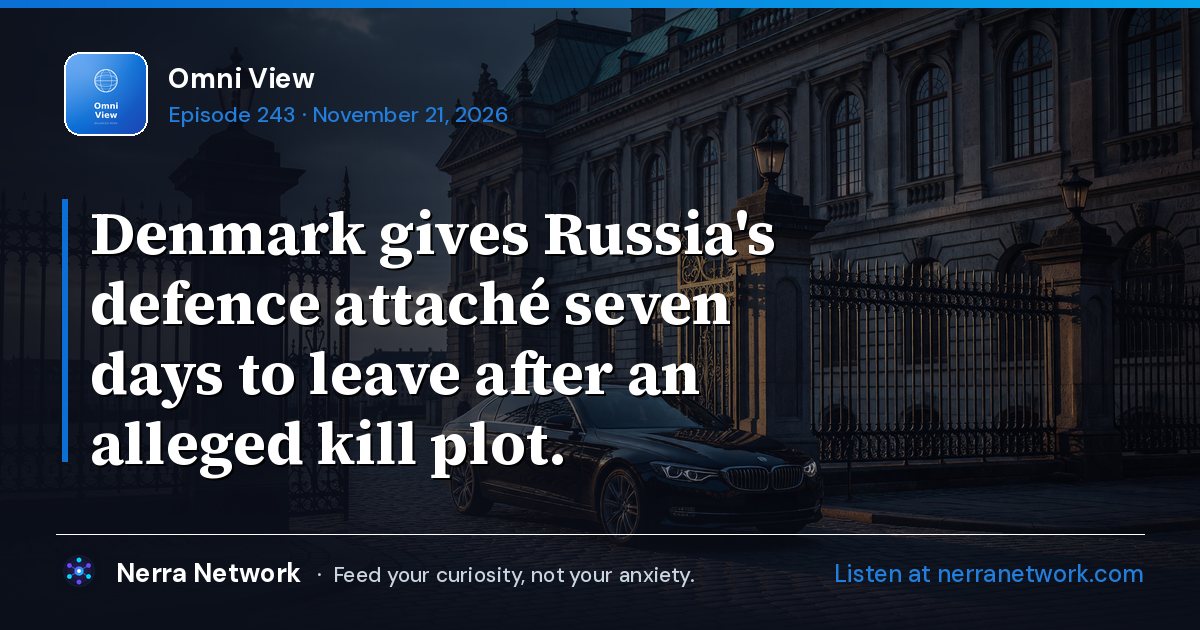 Omni View
Episode 243 · November 21, 2026
Omni
View
Denmark gives Russia's
defence attaché seven
days to leave after an
alleged kill plot.
Nerra Network · Feed your curiosity, not your anxiety.
Listen at nerranetwork.com